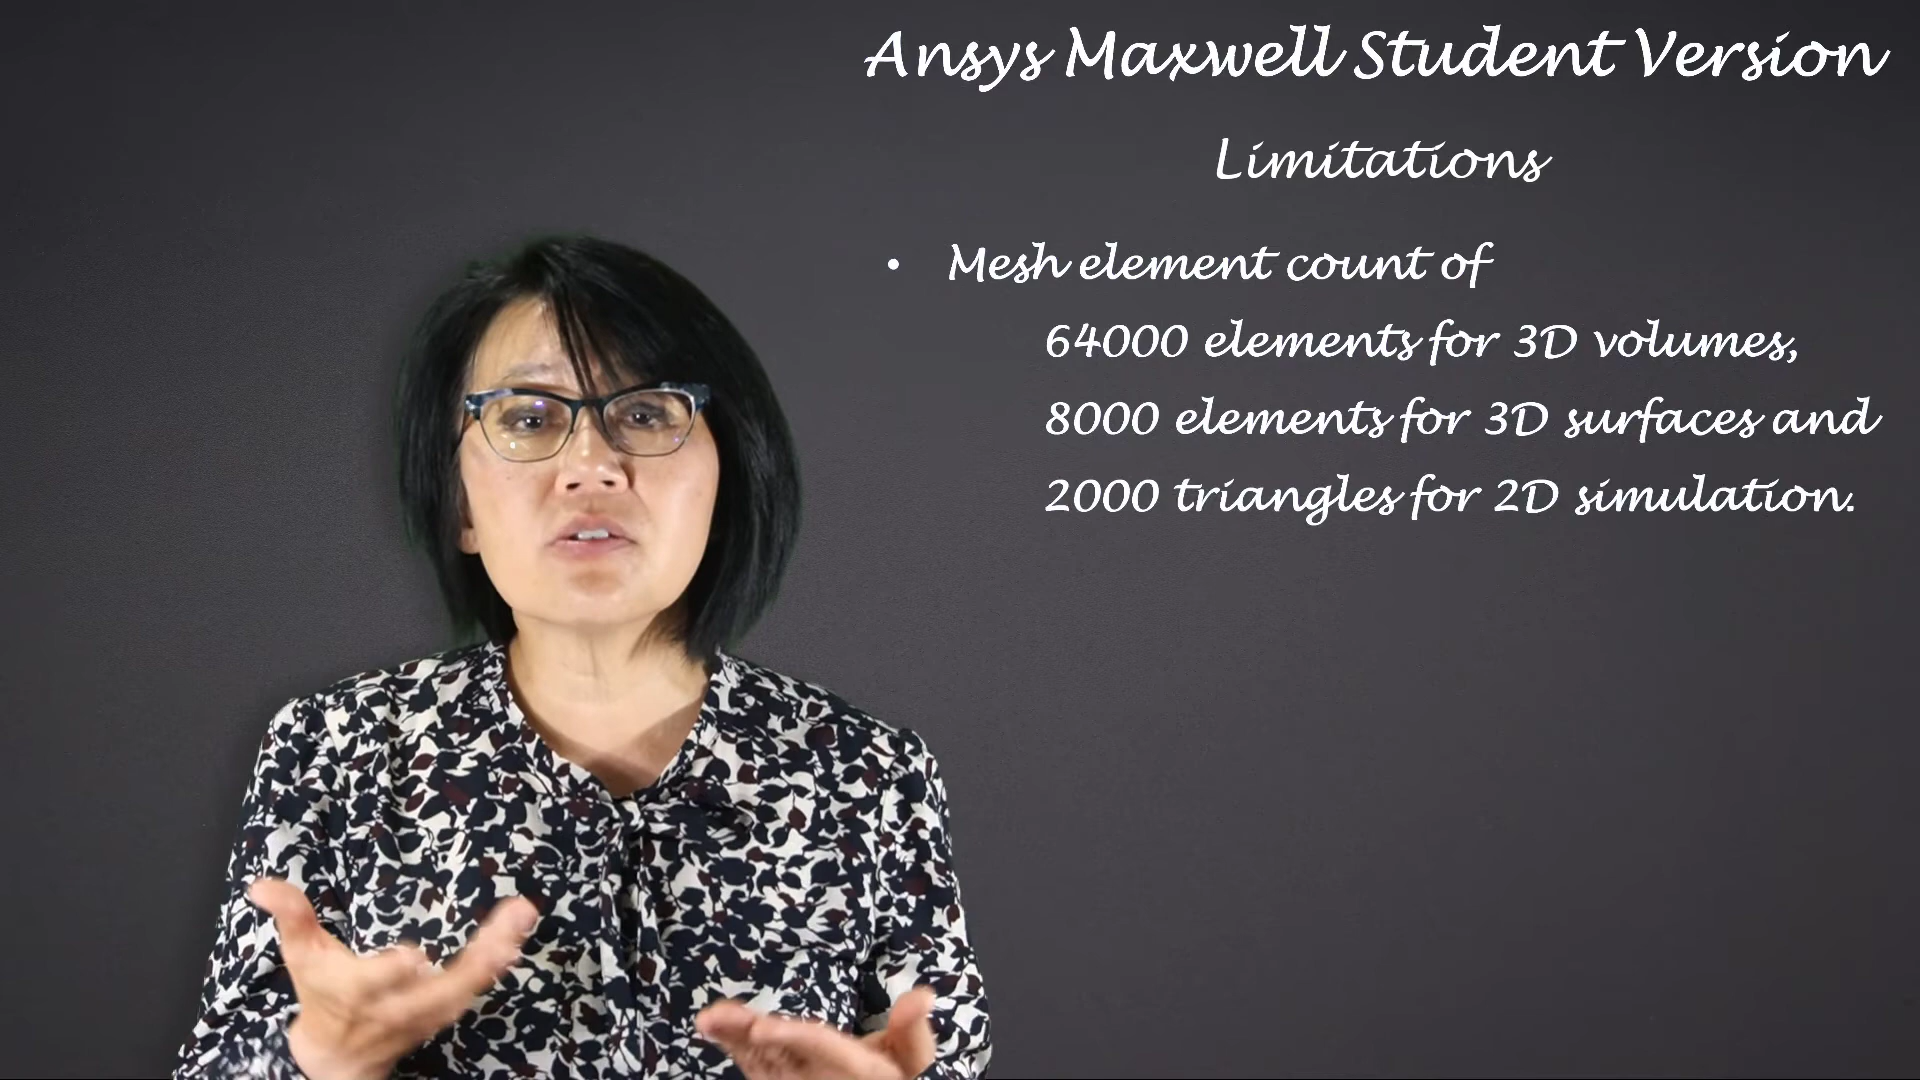 Ansys Maxwell Student Version
Limitations
• Mesh element count of
64000 elements for 3D volumes,
8000 elements for 3D surfaces and
2000 triangles for 2D simulation.